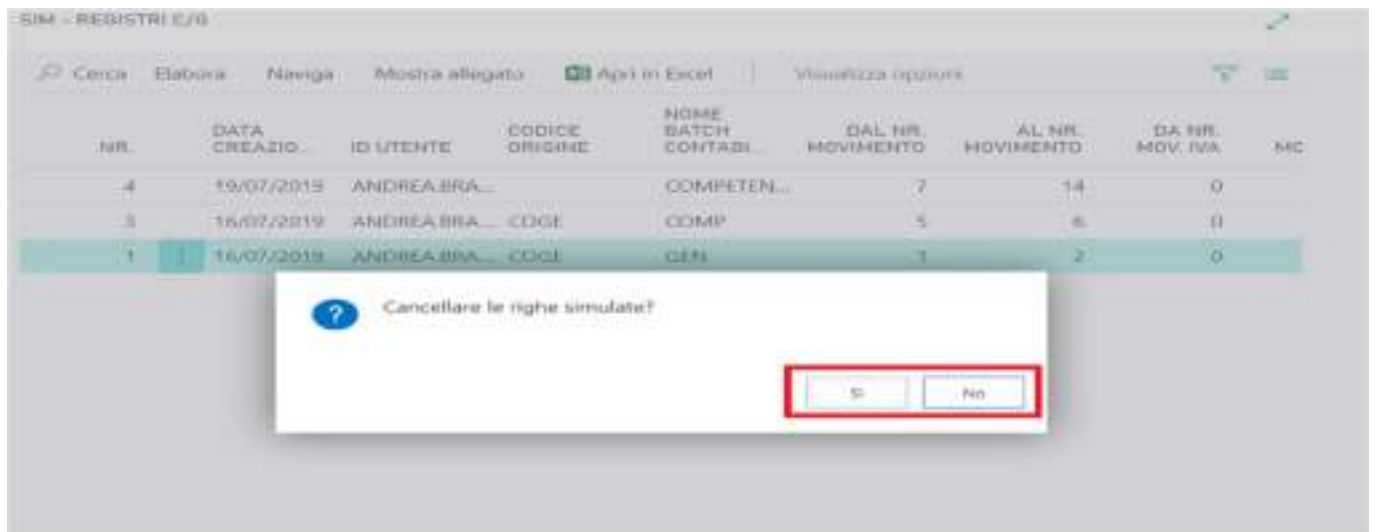 SIM - REGISTRI C/G
Cerca Elabora Naviga Mostra allegato Apri in Excel Visualizza opzioni
NR. DATA CREAZIO... ID UTENTE CODICE ORIGINE NOME BATCH CONTABI... DAL NR. MOVIMENTO AL NR. MOVIMENTO DA NR. MOV. IVA MC
4 19/07/2019 ANDREA.BRA... COMPETEN... 7 14 0
3 16/07/2019 ANDREA.BRA... COGE COMP 5 6 0
1 16/07/2019 ANDREA.BRA... COGE GEN 1 2 0
Cancellare le righe simulate?
Sì No